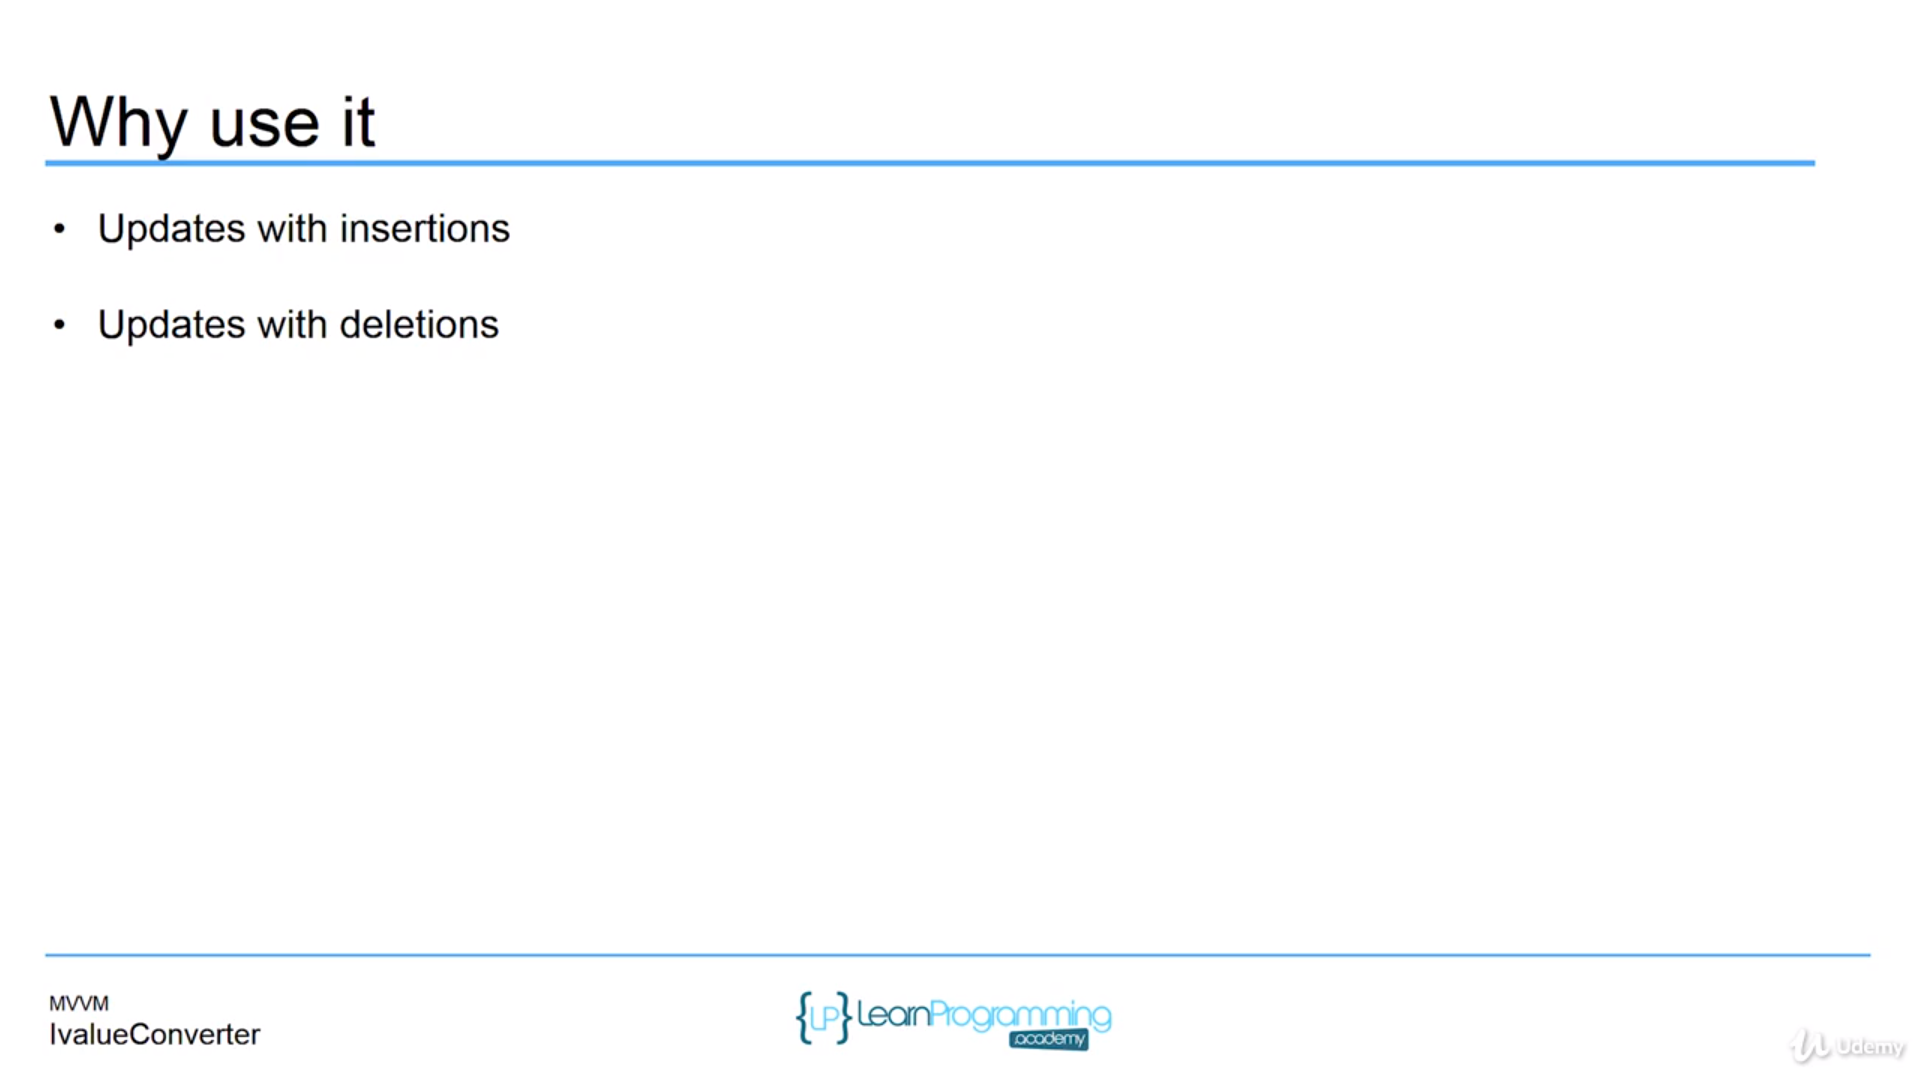 Why use it
• Updates with insertions
• Updates with deletions
MVVM
IvalueConverter
{LP} LearnProgramming
.academy
Udemy